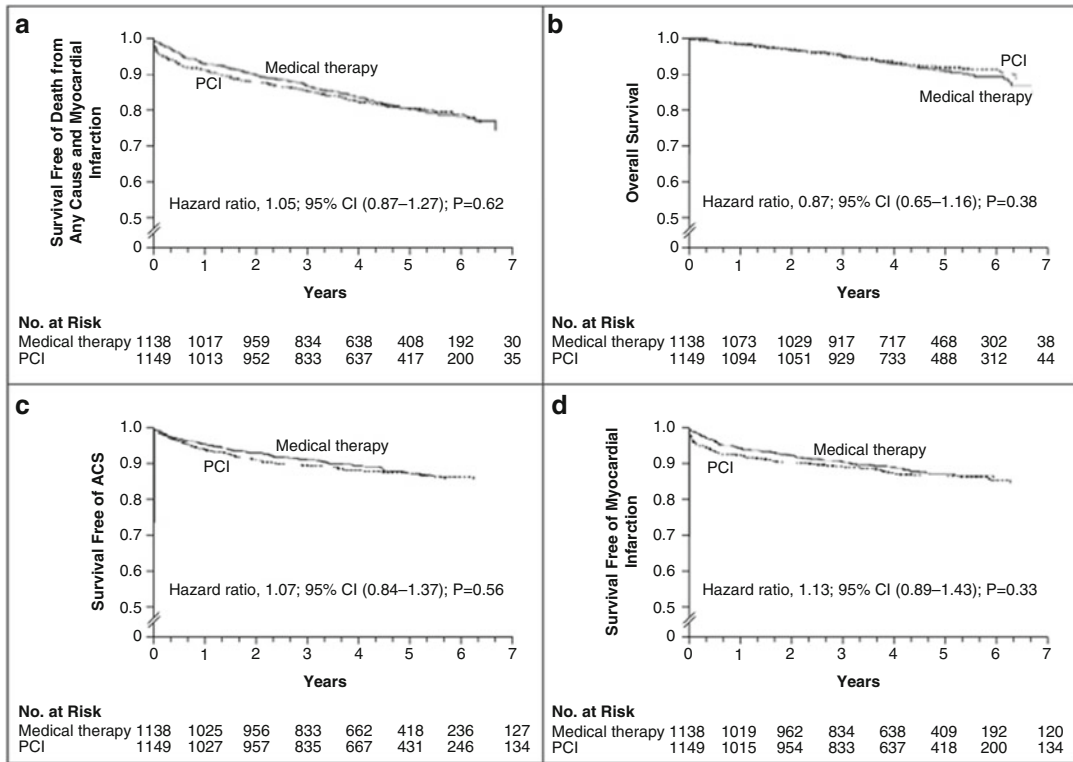 a
Survival Free of Death from
Any Cause and Myocardial
Infarction
1.0
0.9
0.8
0.7
0.6
0.5
0
Medical therapy
PCI
Hazard ratio, 1.05; 95% CI (0.87–1.27); P=0.62
0 1 2 3 4 5 6 7
Years
No. at Risk
Medical therapy 1138 1017 959 834 638 408 192 30
PCI 1149 1013 952 833 637 417 200 35
b
Overall Survival
1.0
0.9
0.8
0.7
0.6
0.5
0
PCI
Medical therapy
Hazard ratio, 0.87; 95% CI (0.65–1.16); P=0.38
0 1 2 3 4 5 6 7
Years
No. at Risk
Medical therapy 1138 1073 1029 917 717 468 302 38
PCI 1149 1094 1051 929 733 488 312 44
c
Survival Free of ACS
1.0
0.9
0.8
0.7
0.6
0.5
0
Medical therapy
PCI
Hazard ratio, 1.07; 95% CI (0.84–1.37); P=0.56
0 1 2 3 4 5 6 7
Years
No. at Risk
Medical therapy 1138 1025 956 833 662 418 236 127
PCI 1149 1027 957 835 667 431 246 134
d
Survival Free of Myocardial
Infarction
1.0
0.9
0.8
0.7
0.6
0.5
0
Medical therapy
PCI
Hazard ratio, 1.13; 95% CI (0.89–1.43); P=0.33
0 1 2 3 4 5 6 7
Years
No. at Risk
Medical therapy 1138 1019 962 834 638 409 192 120
PCI 1149 1015 954 833 637 418 200 134